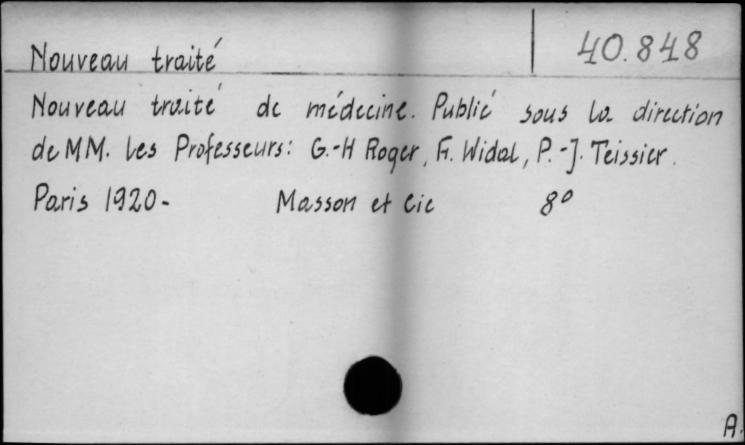 Nouveau traité 40.848
Nouveau traité de médecine. Publié sous la direction
de MM. les Professeurs: G.-H Roger, F. Widal, P.-J. Teissier.
Paris 1920- Masson et Cie 8°
A.